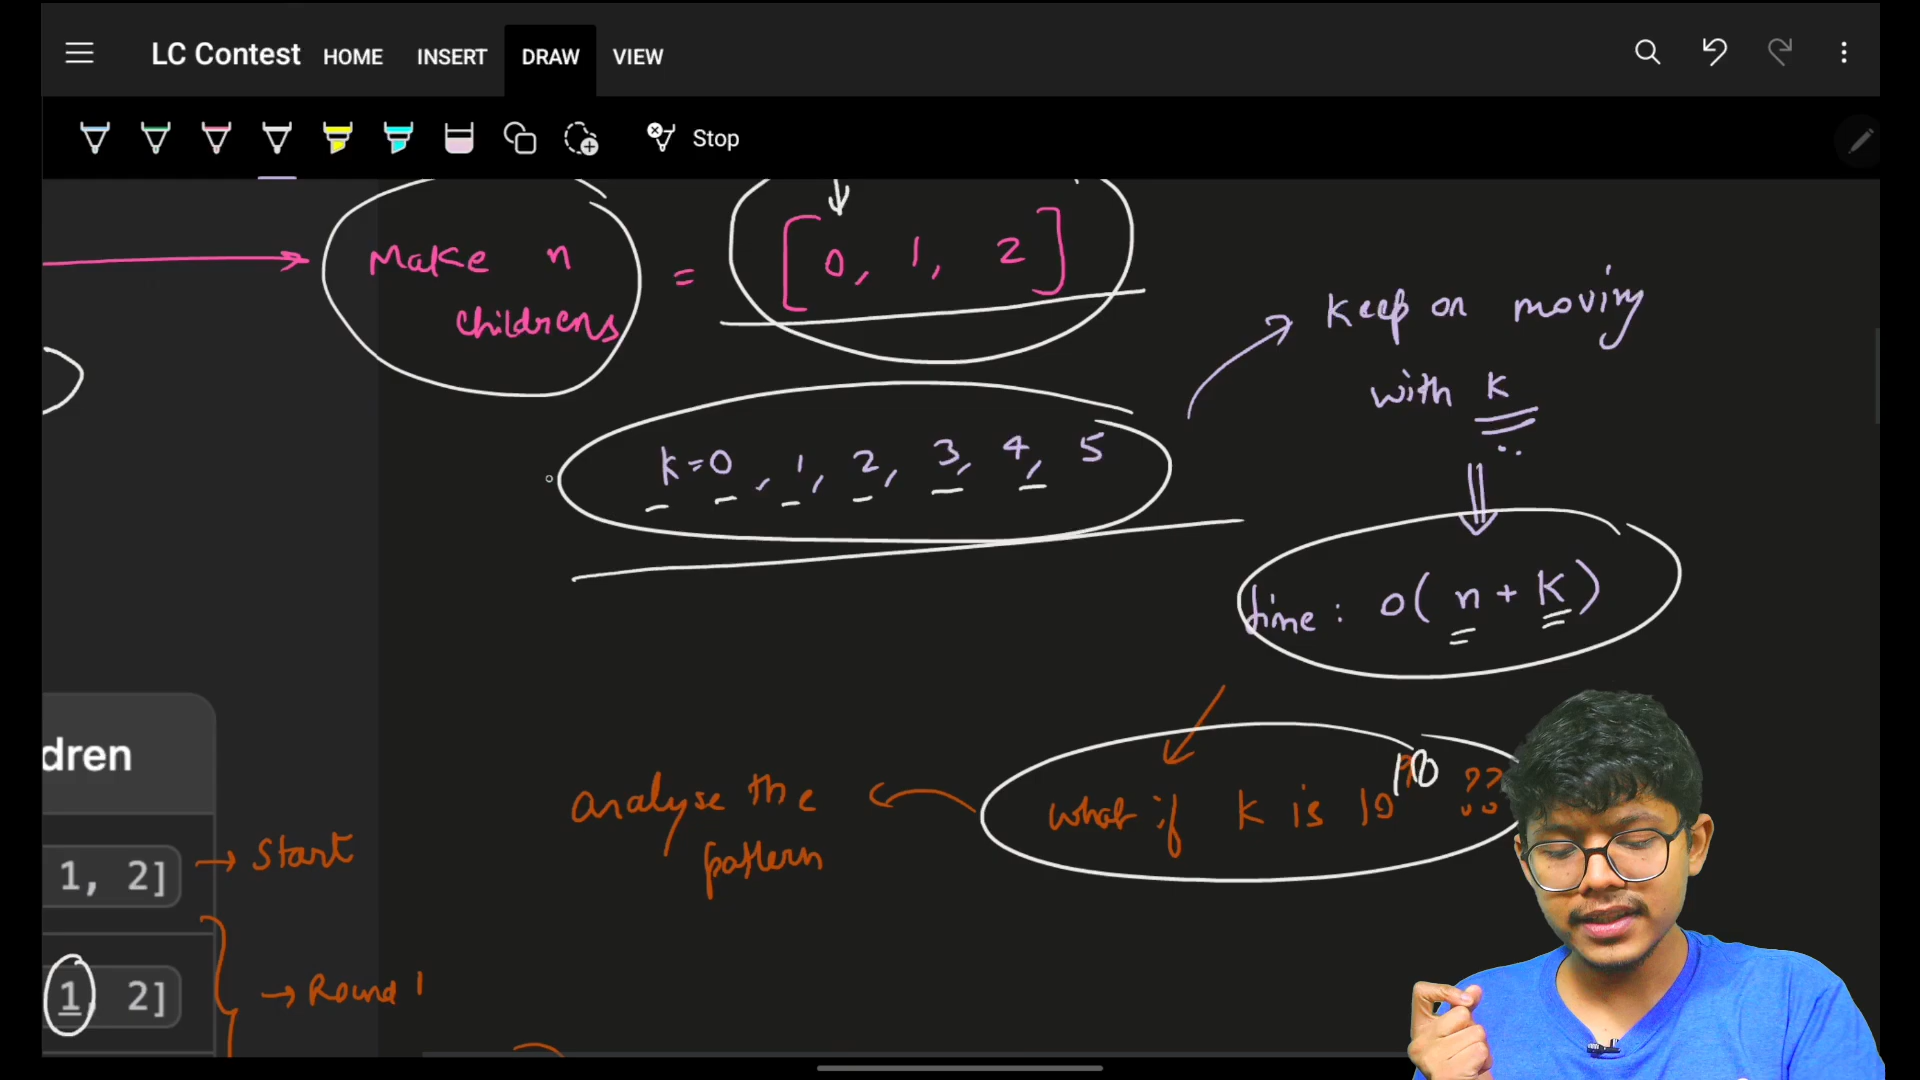 LC Contest HOME INSERT DRAW VIEW
Stop
Make n
childrens
= [0, 1, 2]
k=0, 1, 2, 3, 4, 5
Keep on moving
with k
time: O(n + k)
what if k is 10
??
analyse the
pattern
dren
1, 2] → Start
1, 2] → Round 1